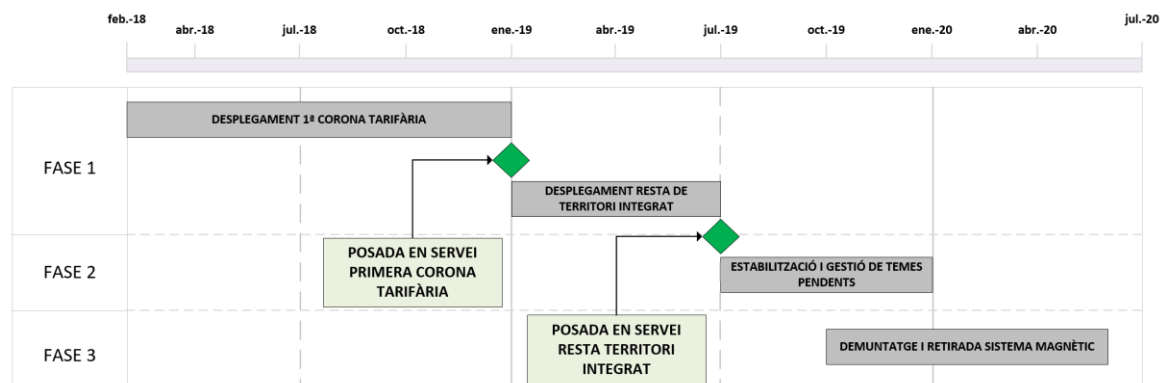 feb.-18
abr.-18
jul.-18
oct.-18
ene.-19
abr.-19
jul.-19
oct.-19
ene.-20
abr.-20
jul.-20
FASE 1
DESPLEGAMENT 1ª CORONA TARIFÀRIA
DESPLEGAMENT RESTA DE
TERRITORI INTEGRAT
POSADA EN SERVEI
PRIMERA CORONA
TARIFÀRIA
FASE 2
ESTABILITZACIÓ I GESTIÓ DE TEMES
PENDENTS
POSADA EN SERVEI
RESTA TERRITORI
INTEGRAT
FASE 3
DEMUNTATGE I RETIRADA SISTEMA MAGNÈTIC